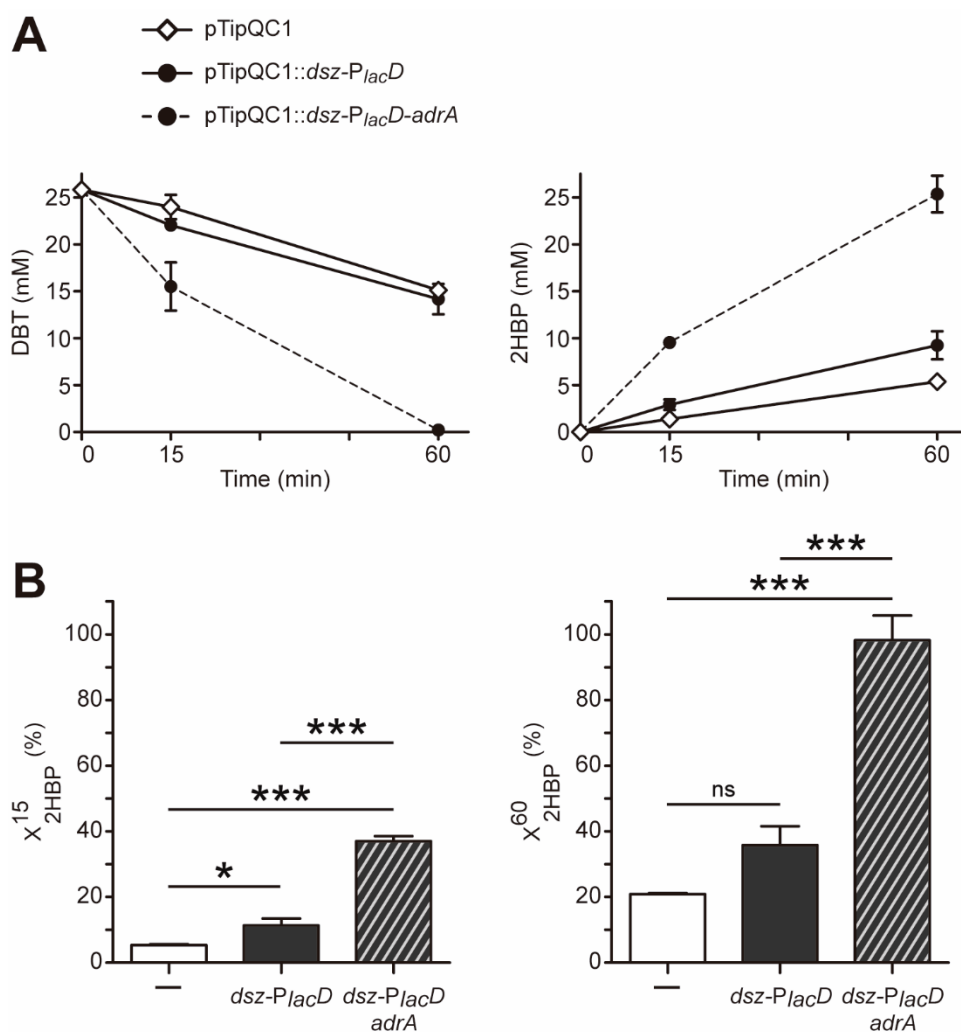 A
pTipQC1
pTipQC1::dsz-PlacD
pTipQC1::dsz-PlacD-adrA
DBT (mM)
25
20
15
10
5
0
0 15 60
Time (min)
2HBP (mM)
25
20
15
10
5
0
0 15 60
Time (min)
B
X15 2HBP (%)
100
80
60
40
20
0
***
***
*
— dsz-PlacD dsz-PlacD
adrA
X60 2HBP (%)
100
80
60
40
20
0
***
***
ns
— dsz-PlacD dsz-PlacD
adrA